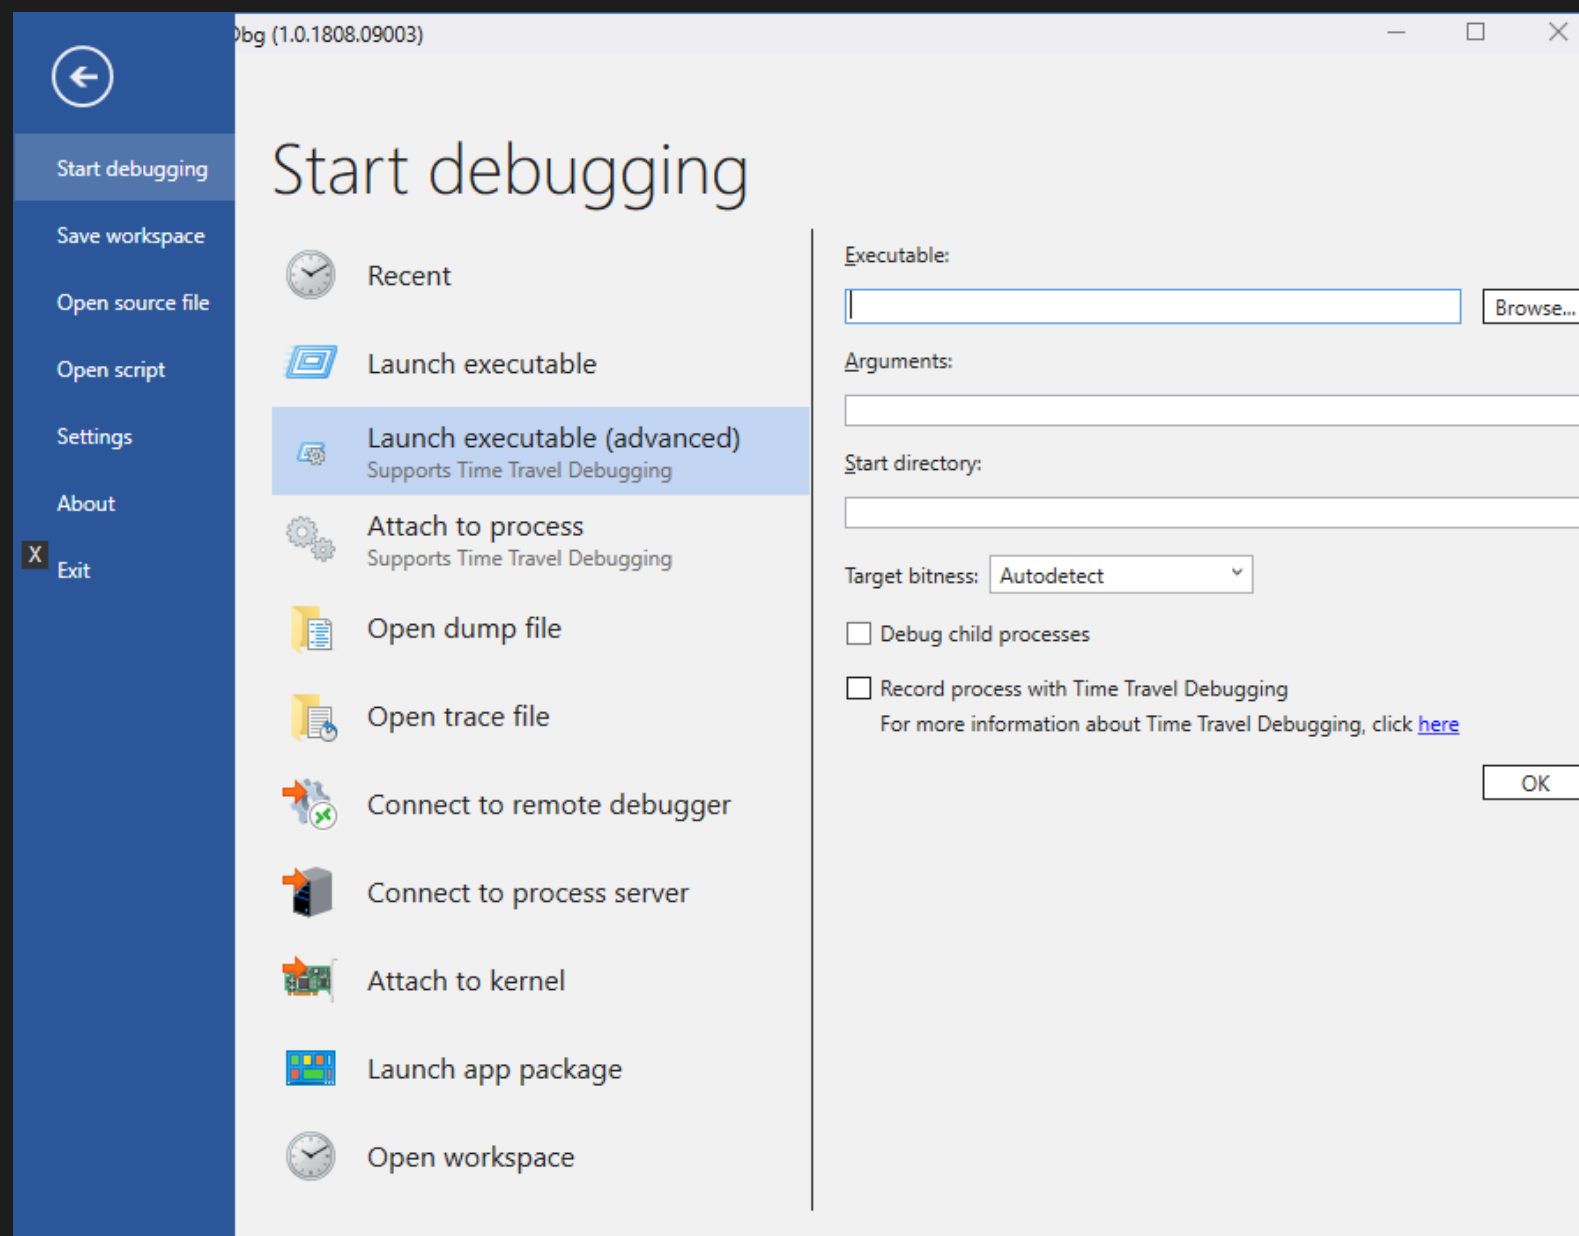 Dbg (1.0.1808.09003)
Start debugging
Save workspace
Open source file
Open script
Settings
About
X
Exit
Start debugging
Recent
Launch executable
Launch executable (advanced)
Supports Time Travel Debugging
Attach to process
Supports Time Travel Debugging
Open dump file
Open trace file
Connect to remote debugger
Connect to process server
Attach to kernel
Launch app package
Open workspace
Executable:
Browse...
Arguments:
Start directory:
Target bitness: Autodetect
Debug child processes
Record process with Time Travel Debugging
For more information about Time Travel Debugging, click here
OK